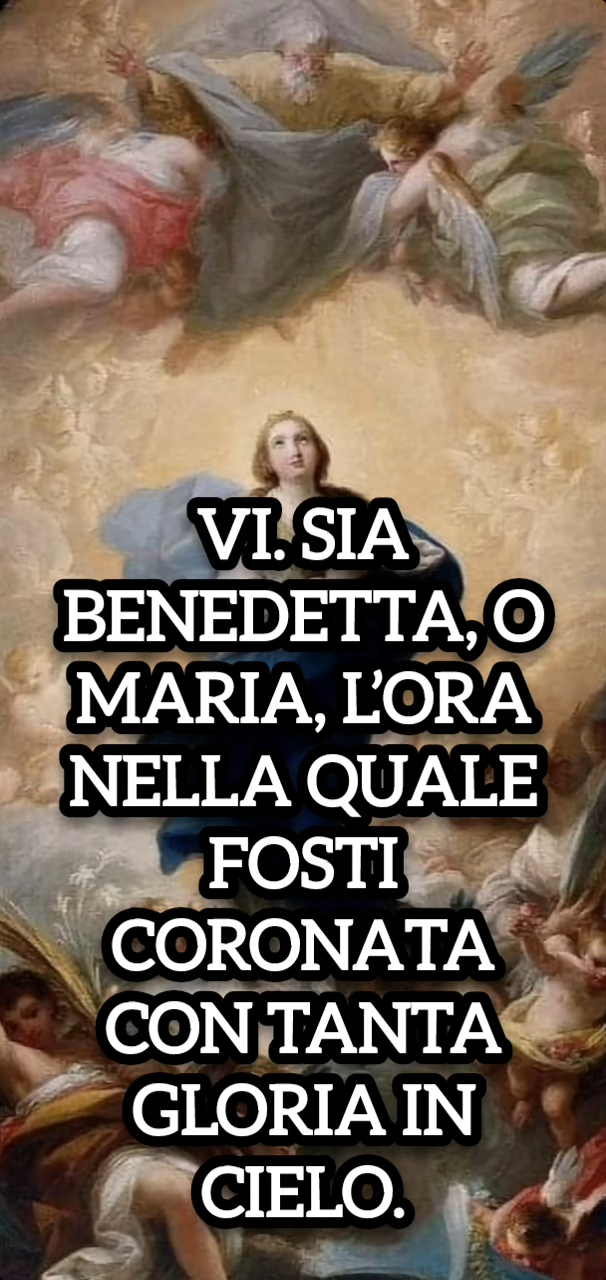 VI. SIA
BENEDETTA, O
MARIA, L’ORA
NELLA QUALE
FOSTI
CORONATA
CON TANTA
GLORIA IN
CIELO.